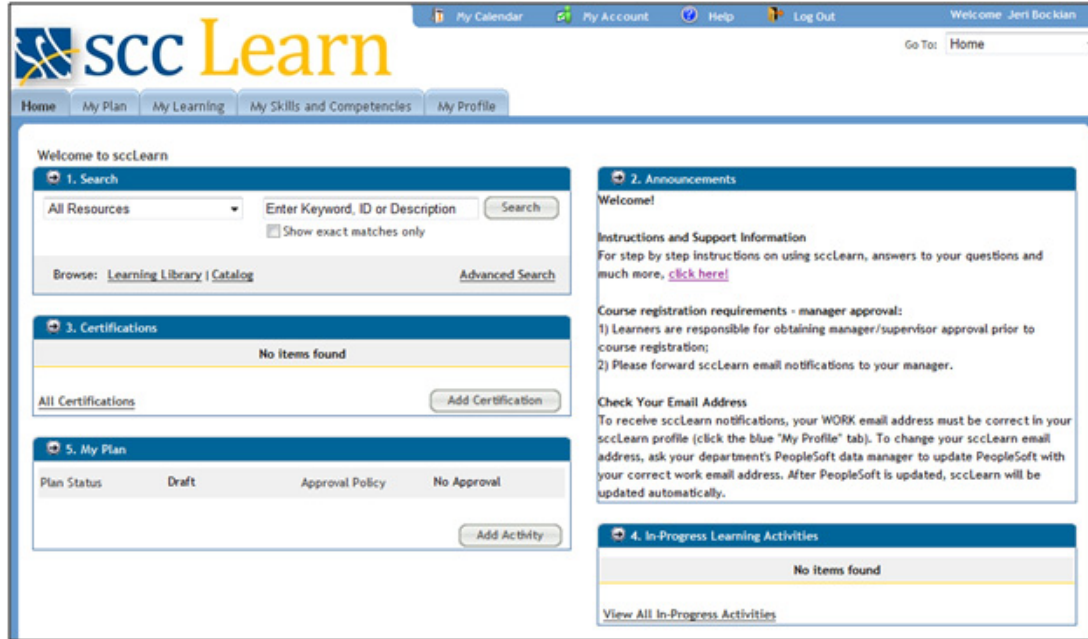 My Calendar My Account Help Log Out Welcome Jeri Bockian
scc Learn
Go To: Home
Home My Plan My Learning My Skills and Competencies My Profile
Welcome to sccLearn
1. Search
All Resources Enter Keyword, ID or Description Search
Show exact matches only
Browse: Learning Library | Catalog Advanced Search
3. Certifications
No items found
All Certifications Add Certification
5. My Plan
Plan Status Draft Approval Policy No Approval
Add Activity
2. Announcements
Welcome!
Instructions and Support Information
For step by step instructions on using sccLearn, answers to your questions and
much more, click here!
Course registration requirements - manager approval:
1) Learners are responsible for obtaining manager/supervisor approval prior to
course registration;
2) Please forward sccLearn email notifications to your manager.
Check Your Email Address
To receive sccLearn notifications, your WORK email address must be correct in your
sccLearn profile (click the blue "My Profile" tab). To change your sccLearn email
address, ask your department's PeopleSoft data manager to update PeopleSoft with
your correct work email address. After PeopleSoft is updated, sccLearn will be
updated automatically.
4. In-Progress Learning Activities
No items found
View All In-Progress Activities